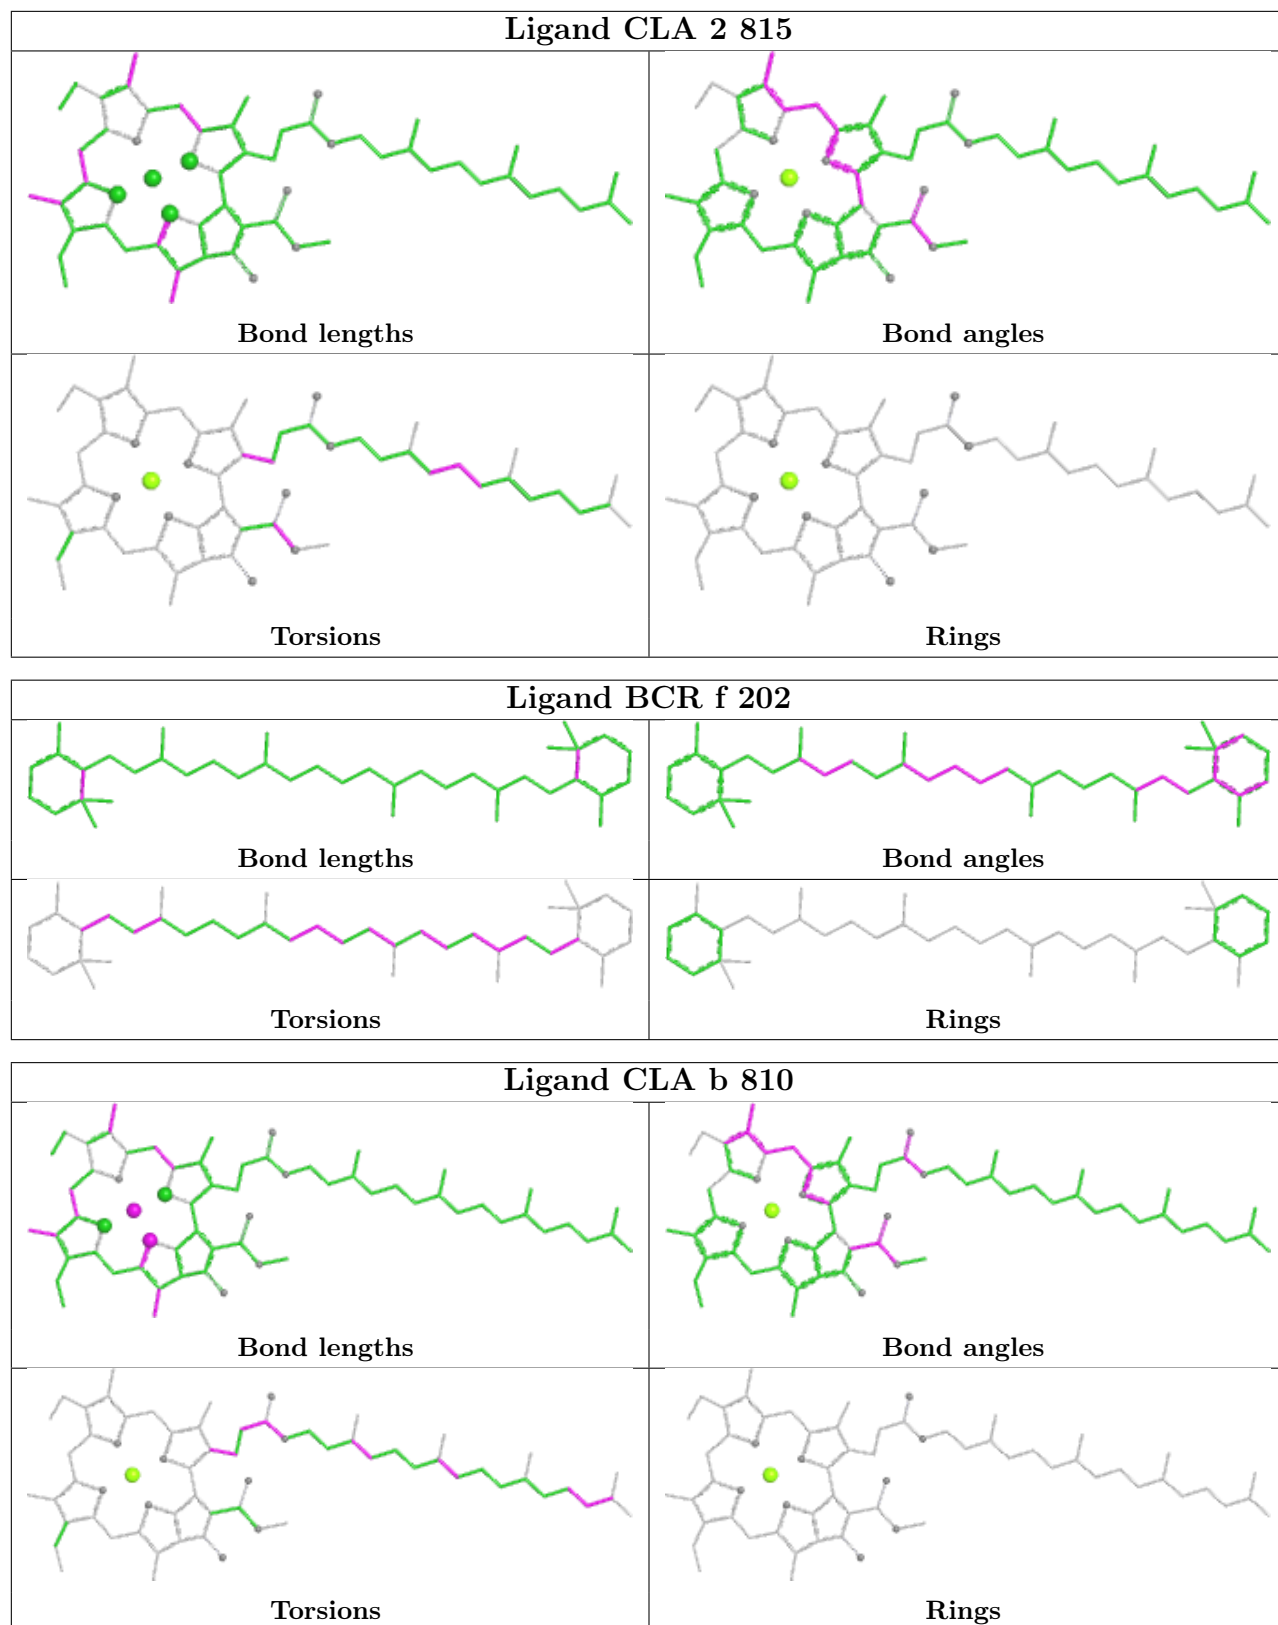 Ligand CLA 2 815
Bond lengths
Bond angles
Torsions
Rings
Ligand BCR f 202
Bond lengths
Bond angles
Torsions
Rings
Ligand CLA b 810
Bond lengths
Bond angles
Torsions
Rings